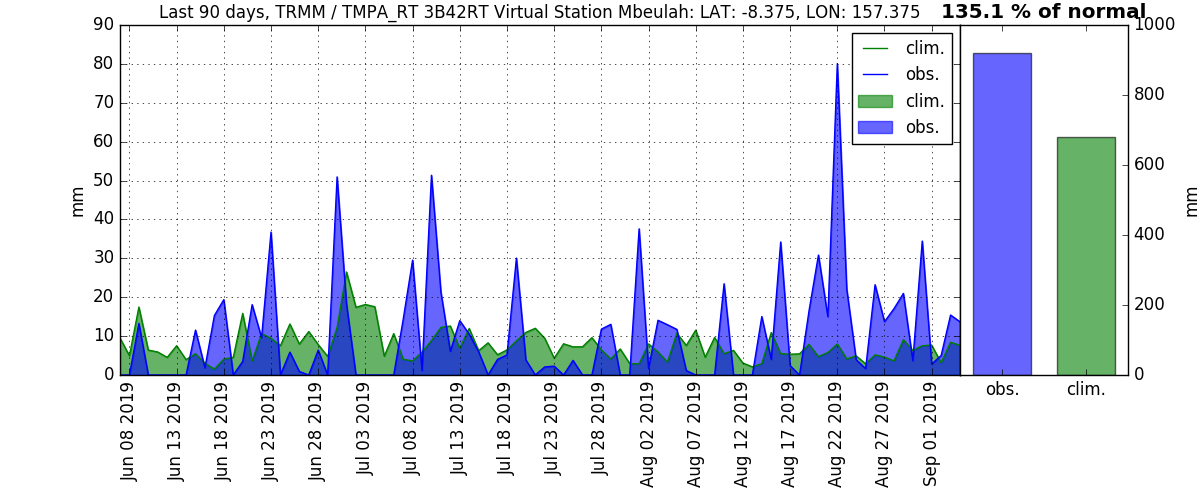 Last 90 days, TRMM / TMPA_RT 3B42RT Virtual Station Mbeulah: LAT: -8.375, LON: 157.375
135.1 % of normal
90
80
70
60
50
40
30
20
10
0
mm
clim.
obs.
clim.
obs.
1000
800
600
400
200
0
mm
obs.
clim.
Jun 08 2019
Jun 13 2019
Jun 18 2019
Jun 23 2019
Jun 28 2019
Jul 03 2019
Jul 08 2019
Jul 13 2019
Jul 18 2019
Jul 23 2019
Jul 28 2019
Aug 02 2019
Aug 07 2019
Aug 12 2019
Aug 17 2019
Aug 22 2019
Aug 27 2019
Sep 01 2019